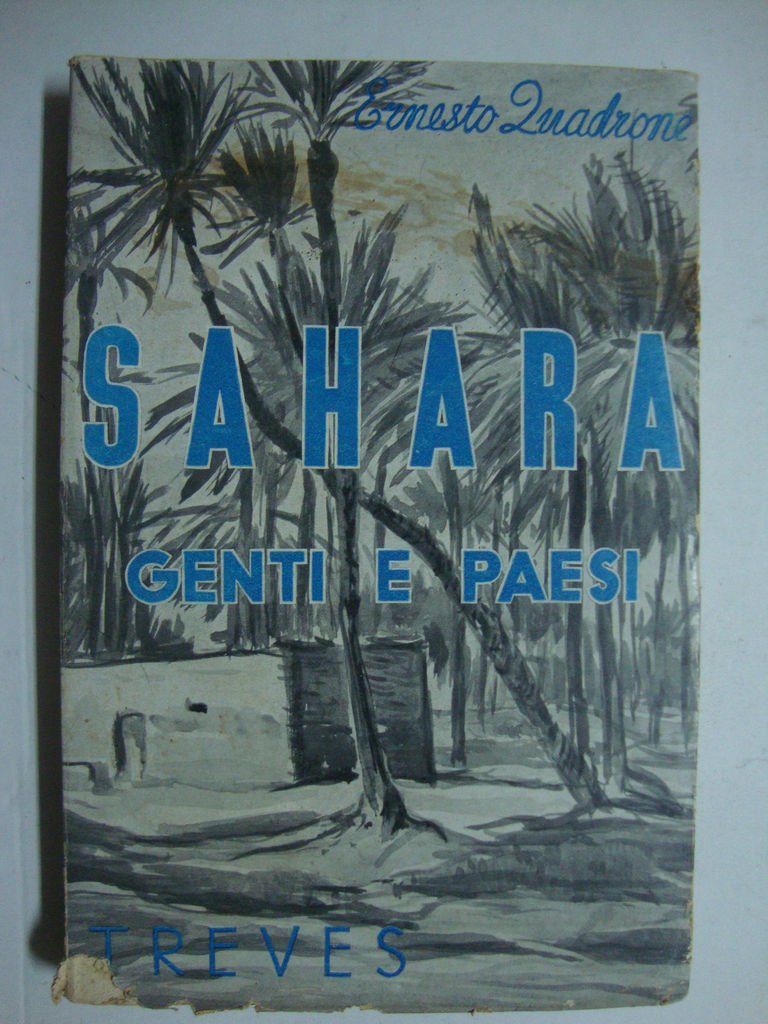 Ernesto Quadrone
SAHARA
GENTI E PAESI
TREVES